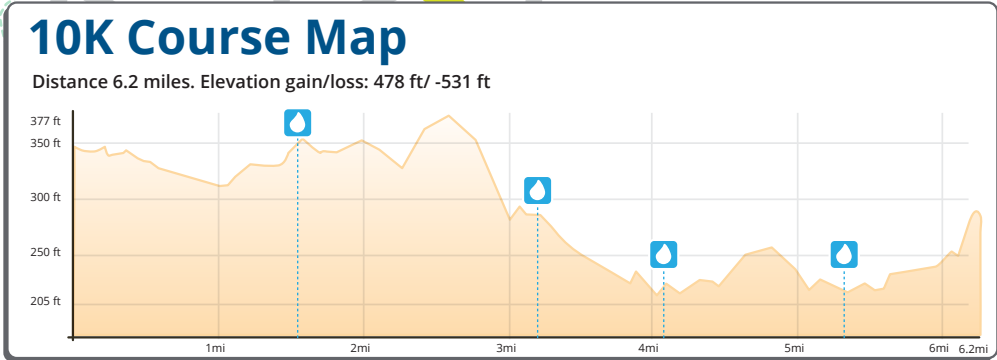 10K Course Map
Distance 6.2 miles. Elevation gain/loss: 478 ft/ -531 ft
377 ft
350 ft
300 ft
250 ft
205 ft
1mi 2mi 3mi 4mi 5mi 6mi 6.2mi